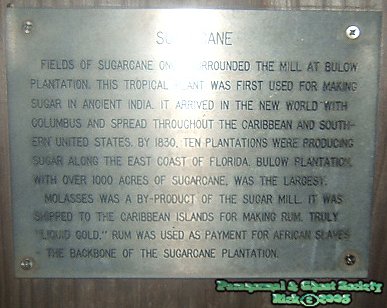 SUGARCANE
FIELDS OF SUGARCANE ONCE SURROUNDED THE MILL AT BULOW
PLANTATION. THIS TROPICAL PLANT WAS FIRST USED FOR MAKING
SUGAR IN ANCIENT INDIA. IT ARRIVED IN THE NEW WORLD WITH
COLUMBUS AND SPREAD THROUGHOUT THE CARIBBEAN AND SOUTH-
ERN UNITED STATES. BY 1830, TEN PLANTATIONS WERE PRODUCING
SUGAR ALONG THE EAST COAST OF FLORIDA. BULOW PLANTATION,
WITH OVER 1000 ACRES OF SUGARCANE, WAS THE LARGEST.
MOLASSES WAS A BY-PRODUCT OF THE SUGAR MILL. IT WAS
SHIPPED TO THE CARIBBEAN ISLANDS FOR MAKING RUM. TRULY
"LIQUID GOLD," RUM WAS USED AS PAYMENT FOR AFRICAN SLAVES
THE BACKBONE OF THE SUGARCANE PLANTATION.
Paranormal & Ghost Society
Rick©2005